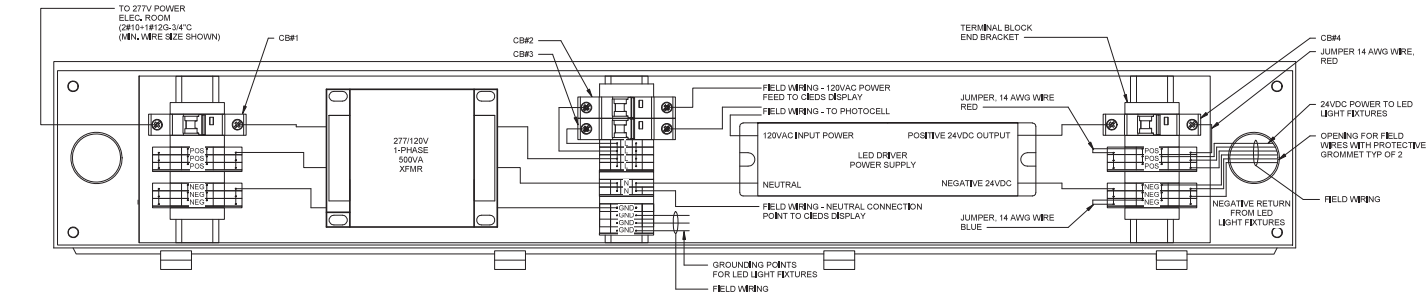 TO 277V POWER
ELEC. ROOM
(2#10+1#12G-3/4"C
(MIN. WIRE SIZE SHOWN)
CB#1
CB#2
CB#3
TERMINAL BLOCK
END BRACKET
CB#4
JUMPER 14 AWG WIRE,
RED
FIELD WIRING - 120VAC POWER
FEED TO CIEDS DISPLAY
FIELD WIRING - TO PHOTOCELL
JUMPER, 14 AWG WIRE
RED
24VDC POWER TO LED
LIGHT FIXTURES
OPENING FOR FIELD
WIRES WITH PROTECTIVE
GROMMET TYP OF 2
277/120V
1-PHASE
500VA
XFMR
120VAC INPUT POWER
POSITIVE 24VDC OUTPUT
LED DRIVER
POWER SUPPLY
NEUTRAL
NEGATIVE 24VDC
POS
POS
POS
NEG
NEG
NEG
L
L
L
L
N
N
GND
GND
GND
GND
POS
POS
POS
NEG
NEG
NEG
FIELD WIRING - NEUTRAL CONNECTION
POINT TO CIEDS DISPLAY
JUMPER, 14 AWG WIRE
BLUE
NEGATIVE RETURN
FROM LED
LIGHT FIXTURES
FIELD WIRING
GROUNDING POINTS
FOR LED LIGHT FIXTURES
FIELD WIRING